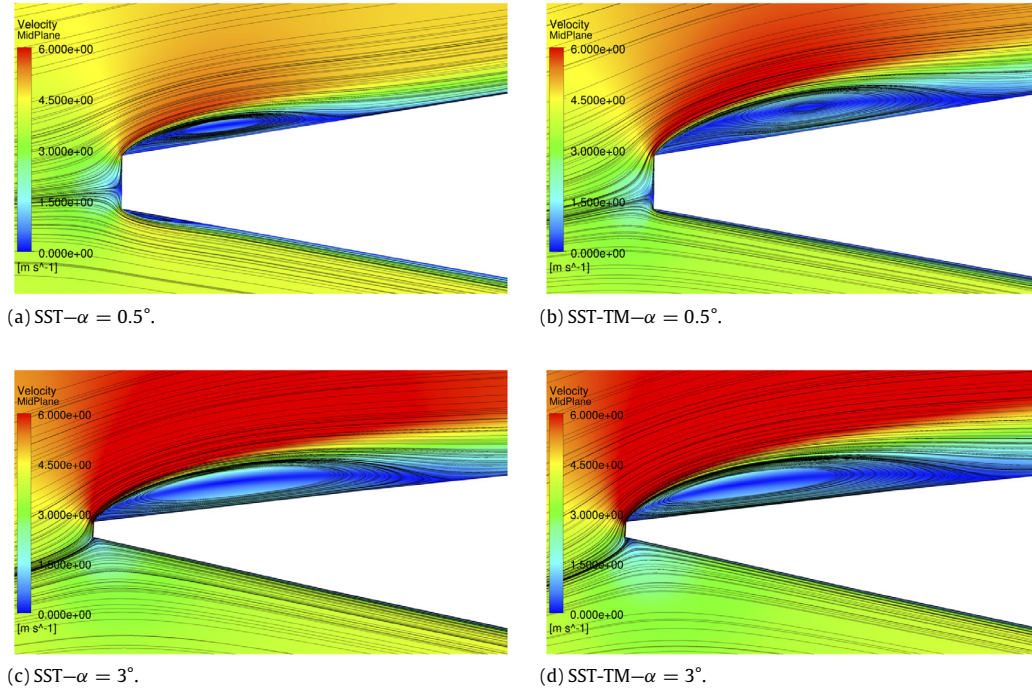 Velocity
MidPlane
6.000e+00
4.500e+00
3.000e+00
1.500e+00
0.000e+00
[m s^-1]
(a) SST–α = 0.5°.
Velocity
MidPlane
6.000e+00
4.500e+00
3.000e+00
1.500e+00
0.000e+00
[m s^-1]
(b) SST-TM–α = 0.5°.
Velocity
MidPlane
6.000e+00
4.500e+00
3.000e+00
1.500e+00
0.000e+00
[m s^-1]
(c) SST–α = 3°.
Velocity
MidPlane
6.000e+00
4.500e+00
3.000e+00
1.500e+00
0.000e+00
[m s^-1]
(d) SST-TM–α = 3°.